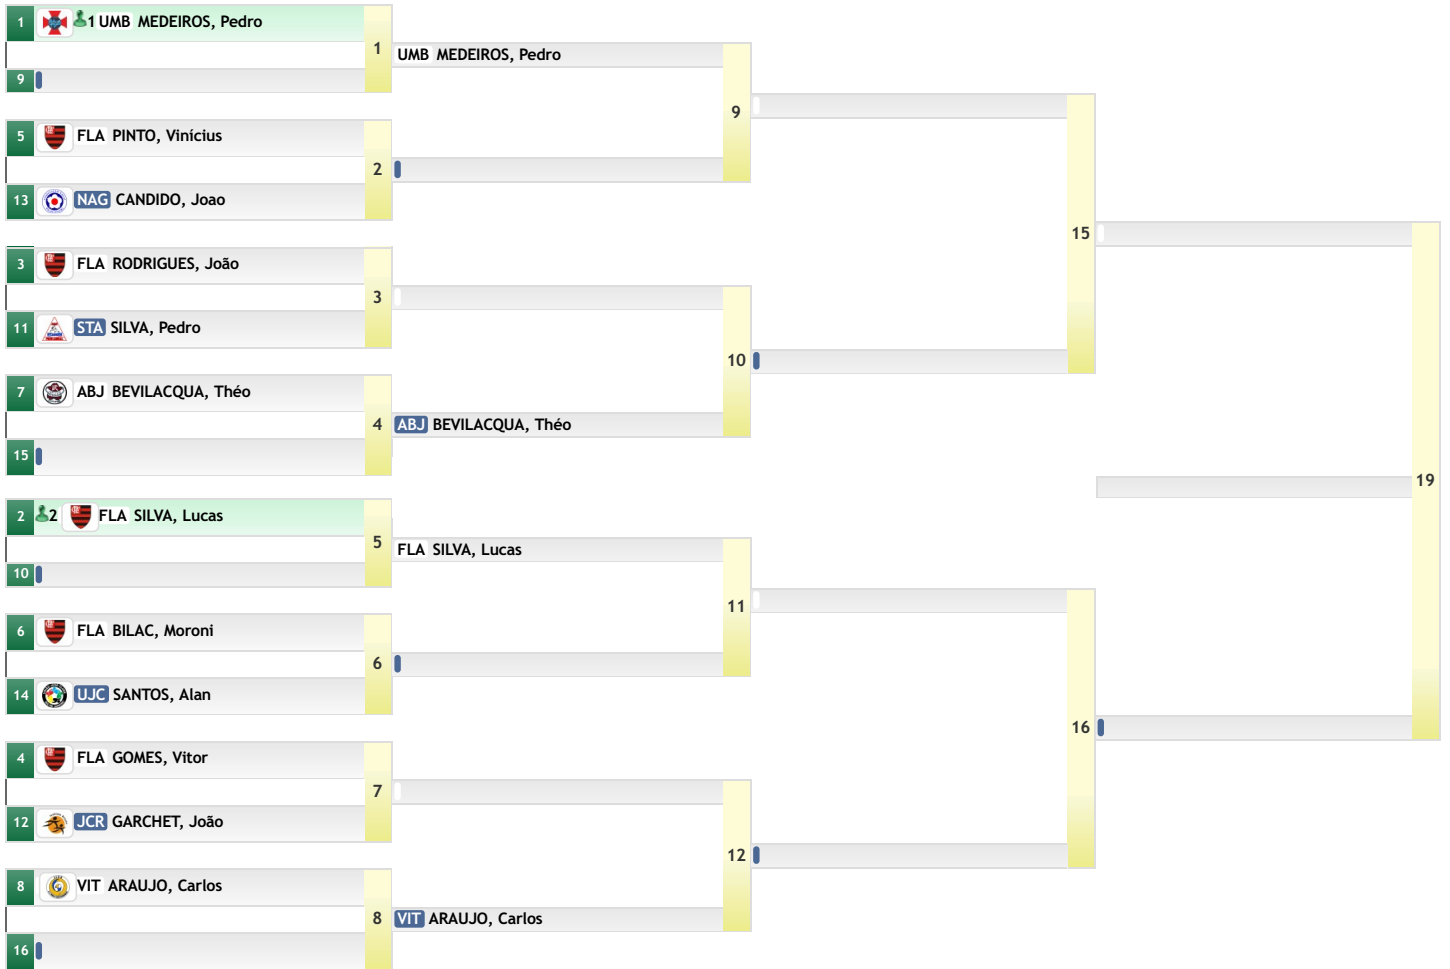 1 1 UMB MEDEIROS, Pedro
1
UMB MEDEIROS, Pedro
9
9
5 FLA PINTO, Vinícius
2
13 NAG CANDIDO, Joao
15
3 FLA RODRIGUES, João
3
11 STA SILVA, Pedro
10
7 ABJ BEVILACQUA, Théo
4 ABJ BEVILACQUA, Théo
15
19
2 2 FLA SILVA, Lucas
5
FLA SILVA, Lucas
10
11
6 FLA BILAC, Moroni
6
14 UJC SANTOS, Alan
16
4 FLA GOMES, Vitor
7
12 JCR GARCHET, João
12
8 VIT ARAUJO, Carlos
8 VIT ARAUJO, Carlos
16